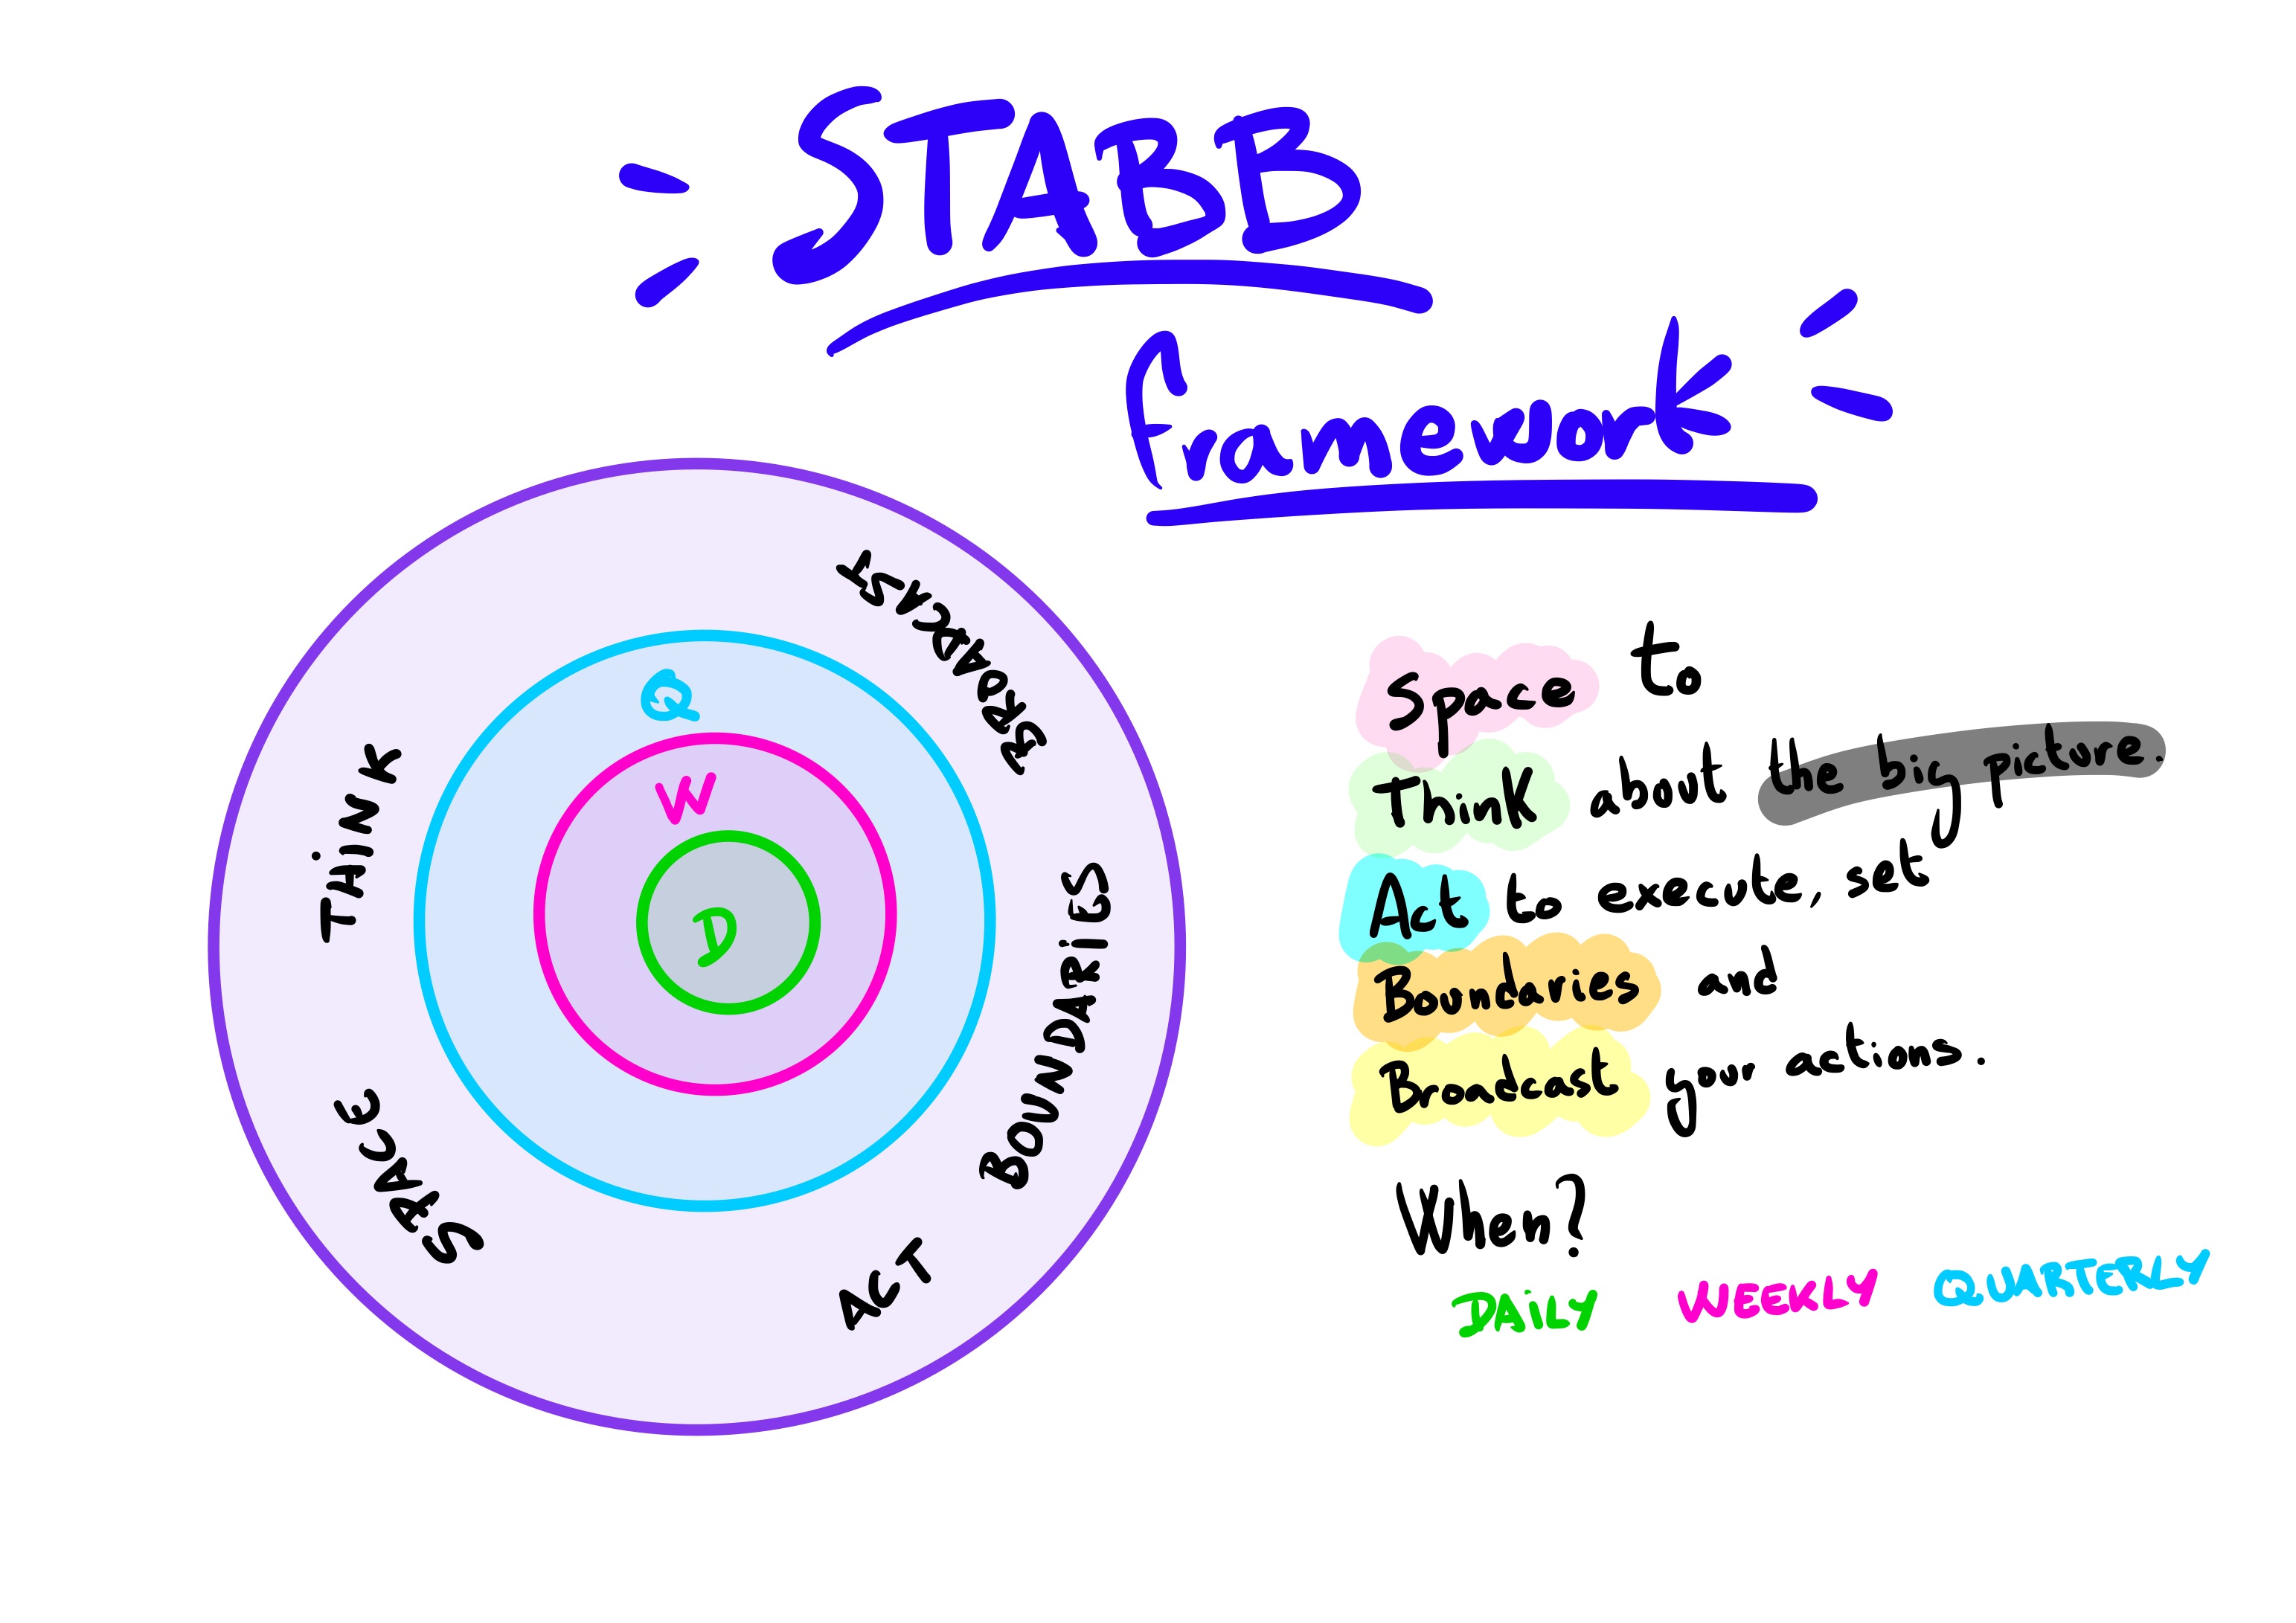 STABB
framework
BROADCAST
Q
THiNK
W
D
BOUNDARiES
SPACE
ACT
Space to
Think about the big picture.
Act to execute, set
Boundaries and
Broadcast your actions.
When?
DAiLY WEEKLY QUARTERLY